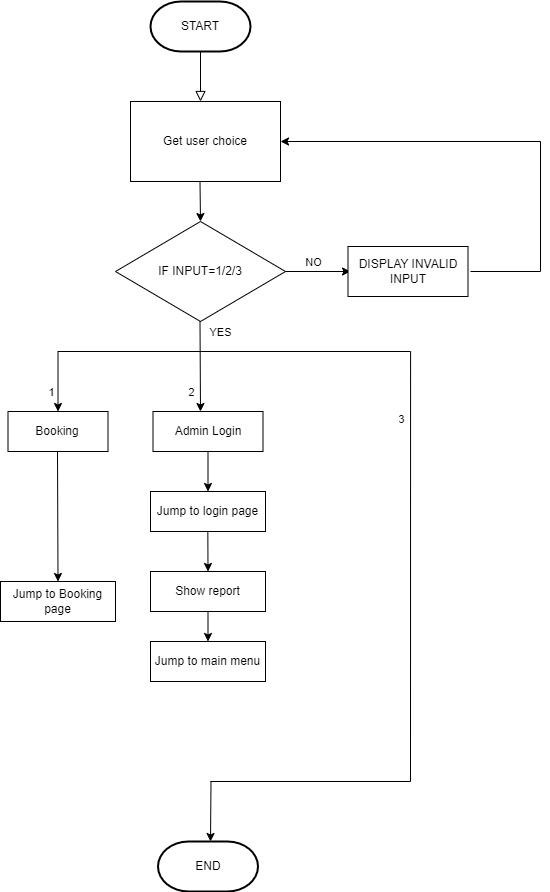 START
Get user choice
IF INPUT=1/2/3
NO
DISPLAY INVALID
INPUT
YES
1
2
3
Booking
Admin Login
Jump to login page
Jump to Booking
page
Show report
Jump to main menu
END